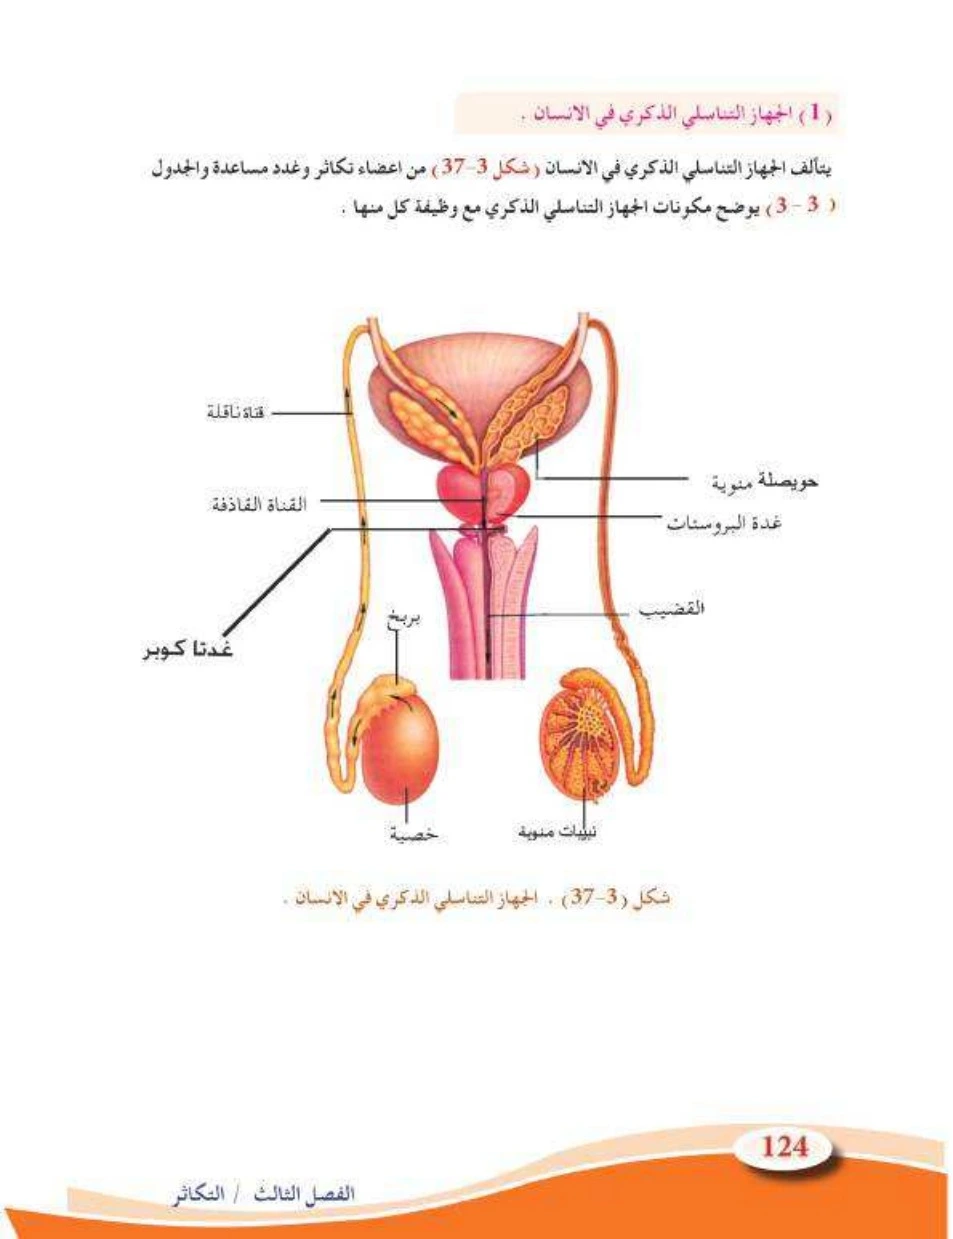 (1) الجهاز التناسلي الذكري في الانسان .
يتألف الجهاز التناسلي الذكري في الانسان (شكل 3-37) من اعضاء تكاثر وغدد مساعدة والجدول
(3 - 3) يوضح مكونات الجهاز التناسلي الذكري مع وظيفة كل منها .
قناة ناقلة
حويصلة منوية
القناة القاذفة
غدة البروستات
القضيب
بربخ
غدتا كوبر
خصية
نبيبات منوية
شكل (3-37) . الجهاز التناسلي الذكري في الانسان .
124
الفصل الثالث / التكاثر